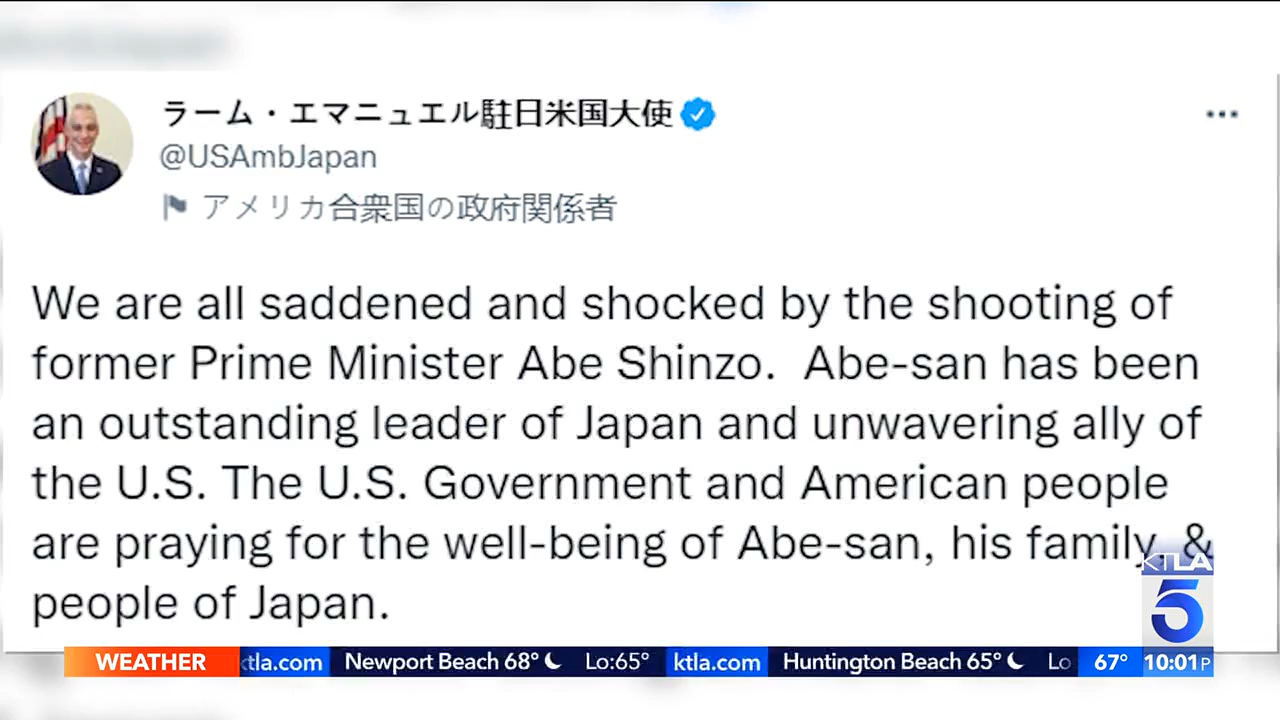 ラーム・エマニュエル駐日米国大使
@USAmbJapan
アメリカ合衆国の政府関係者
We are all saddened and shocked by the shooting of
former Prime Minister Abe Shinzo.  Abe-san has been
an outstanding leader of Japan and unwavering ally of
the U.S. The U.S. Government and American people
are praying for the well-being of Abe-san, his family, &
people of Japan.
KTLA
5
WEATHER tla.com Newport Beach 68° Lo:65° ktla.com Huntington Beach 65° Lo 67° 10:01P